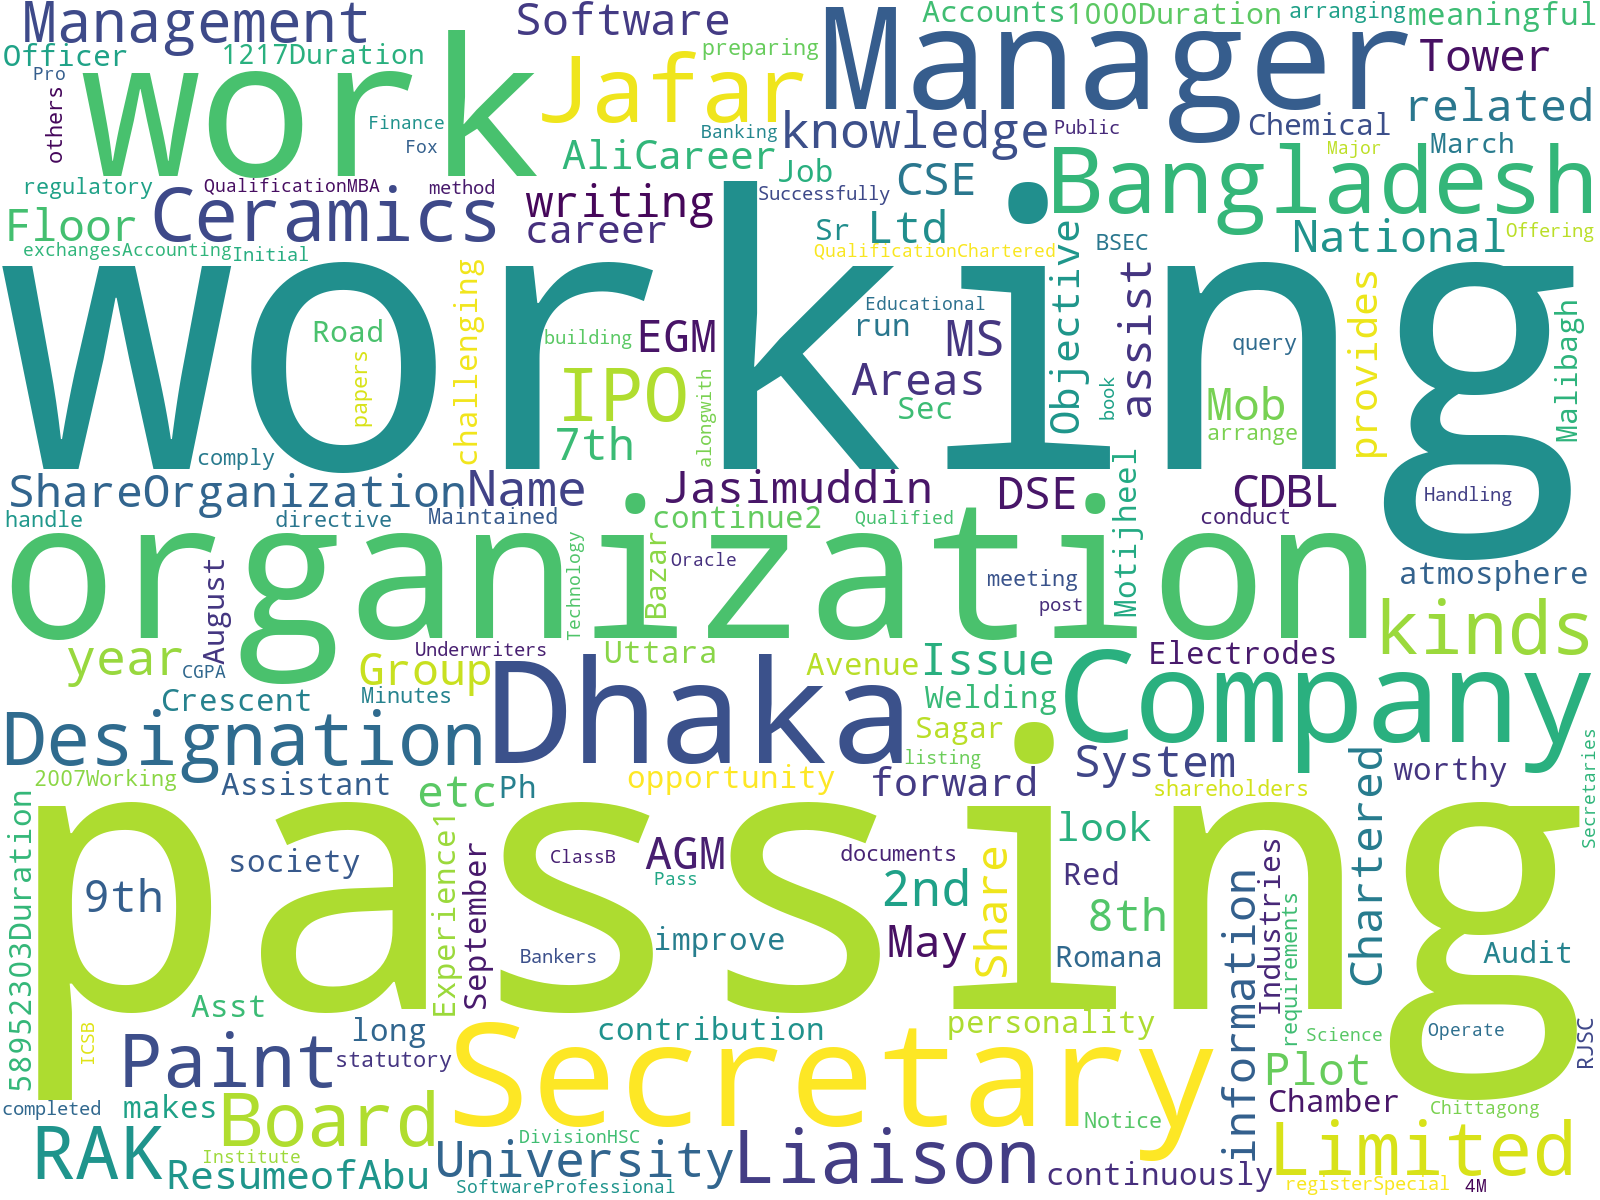 Management
Software
Manager
Accounts
1000Duration
arranging
meaningful
Officer
1217Duration
work
Jafar
preparing
Tower
Pro
others
Finance
Fox
Banking
knowledge
Public
Chemical
related
AliCareer
Job
Major
March
regulatory
QualificationMBA
method
Successfully
CSE
Bangladesh
Floor
Ceramics
writing
career
Sr
Ltd
National
Offering
exchangesAccounting
Initial
QualificationChartered
BSEC
working
challenging
Objective
assist
provides
Malibagh
Road
papers
building
EGM
Educational
run
MS
query
IPO
alongwith
Areas
Sec
book
Mob
arrange
7th
comply
ShareOrganization
Name
Jasimuddin
DSE
CDBL
Handling
handle
directive
Maintained
continue2
Qualified
Motijheel
conduct
organization
August
Technology
Bazar
Oracle
meeting
post
atmosphere
kinds
year
CGPA
Group
Underwriters
Uttara
Avenue
Issue
Electrodes
Crescent
Minutes
Dhaka
Welding
Company
Designation
Sagar
listing
System
Secretaries
2007Working
Assistant
etc
Ph
opportunity
forward
shareholders
worthy
Chartered
passing
589523O3Duration
Experience1
society
9th
September
ClassB
AGM
Pass
documents
2nd
Share
look
Red
8th
information
Industries
requirements
Bankers
improve
May
Romana
Audit
Asst
long
statutory
contribution
personality
Science
Operate
RJSC
ICSB
Paint
Secretary
Plot
completed
makes
Board
Notice
Chamber
Chittagong
RAK
Institute
ResumeofAbu
DivisionHSC
University
SoftwareProfessional
Liaison
continuously
Limited
registerSpecial
4M